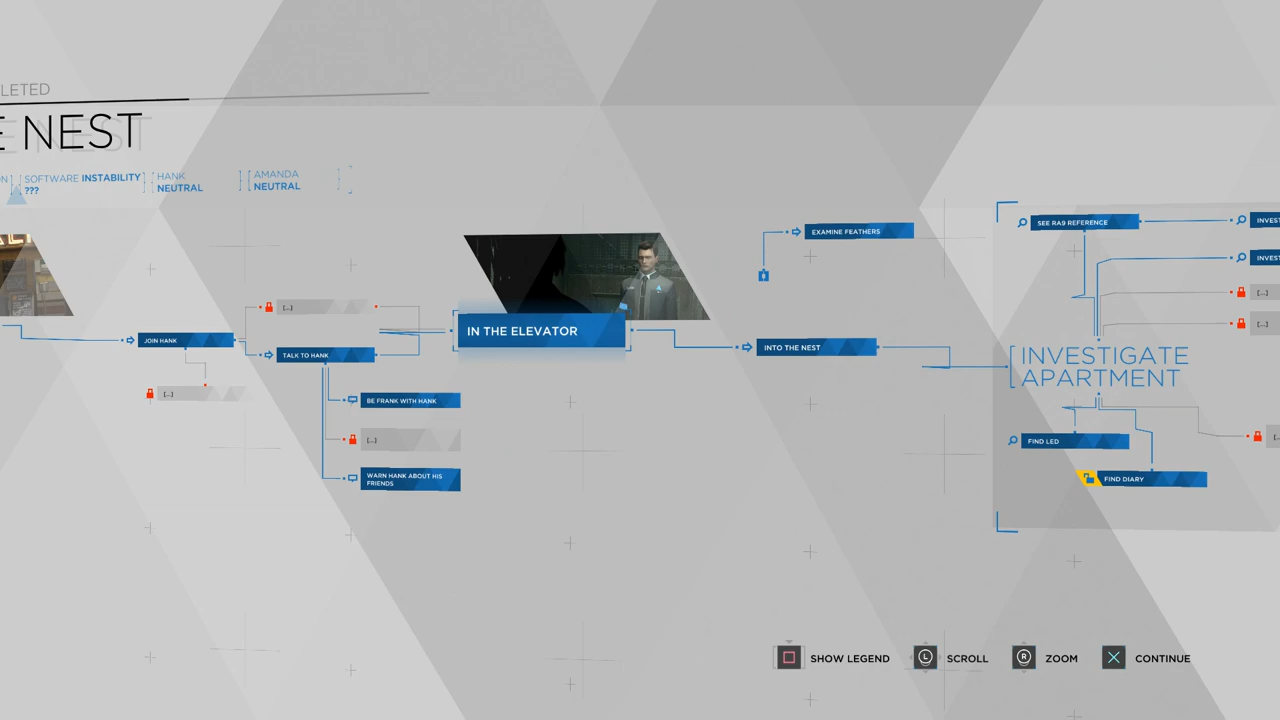 LETED
E NEST
ON
SOFTWARE INSTABILITY
???
HANK
NEUTRAL
AMANDA
NEUTRAL
EXAMINE FEATHERS
SEE RA9 REFERENCE
INVEST
INVEST
[...]
[...]
[...]
JOIN HANK
TALK TO HANK
IN THE ELEVATOR
INTO THE NEST
INVESTIGATE
APARTMENT
[...]
BE FRANK WITH HANK
[...]
WARN HANK ABOUT HIS
FRIENDS
FIND LED
FIND DIARY
[...
SHOW LEGEND
L
SCROLL
R
ZOOM
CONTINUE